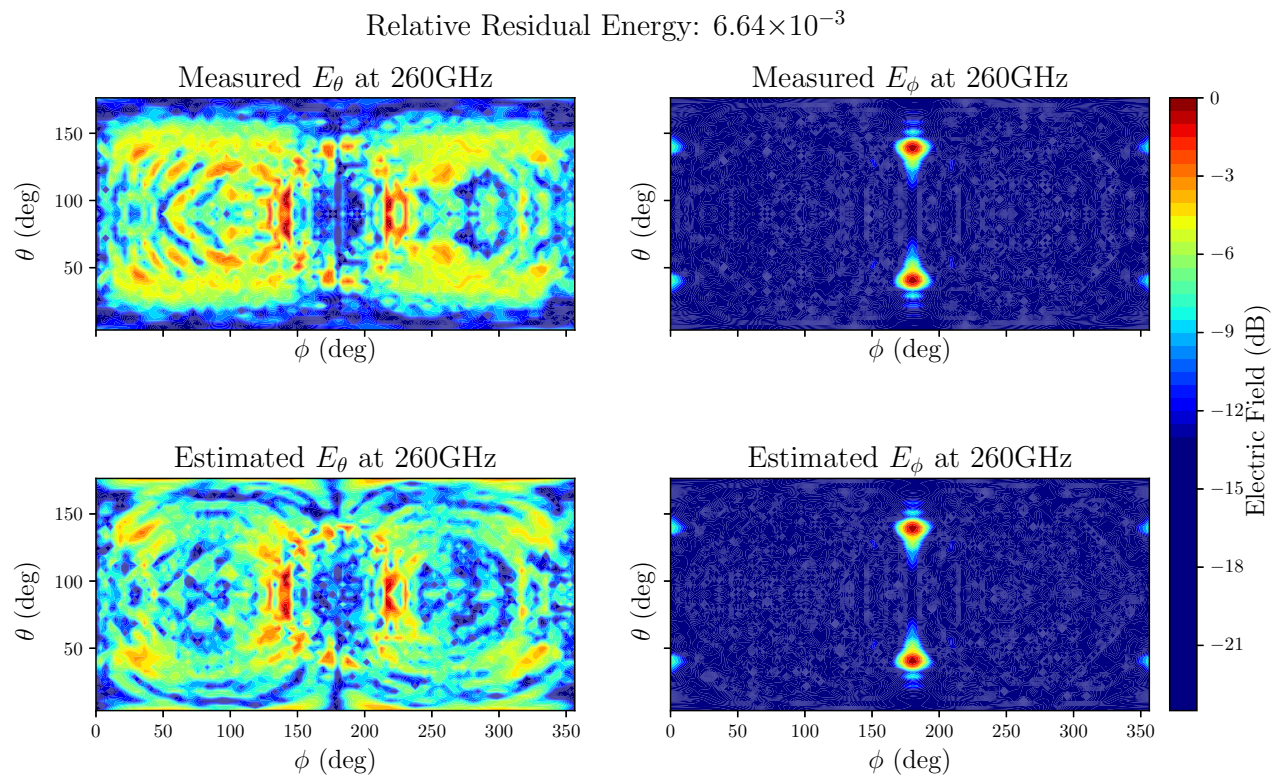 Relative Residual Energy: 6.64×10⁻³
Measured E_θ at 260GHz
Measured E_ϕ at 260GHz
150
100
50
θ (deg)
ϕ (deg)
θ (deg)
ϕ (deg)
0
−3
−6
−9
−12
−15
−18
−21
Electric Field (dB)
Estimated E_θ at 260GHz
Estimated E_ϕ at 260GHz
150
100
50
θ (deg)
0 50 100 150 200 250 300 350
ϕ (deg)
θ (deg)
0 50 100 150 200 250 300 350
ϕ (deg)